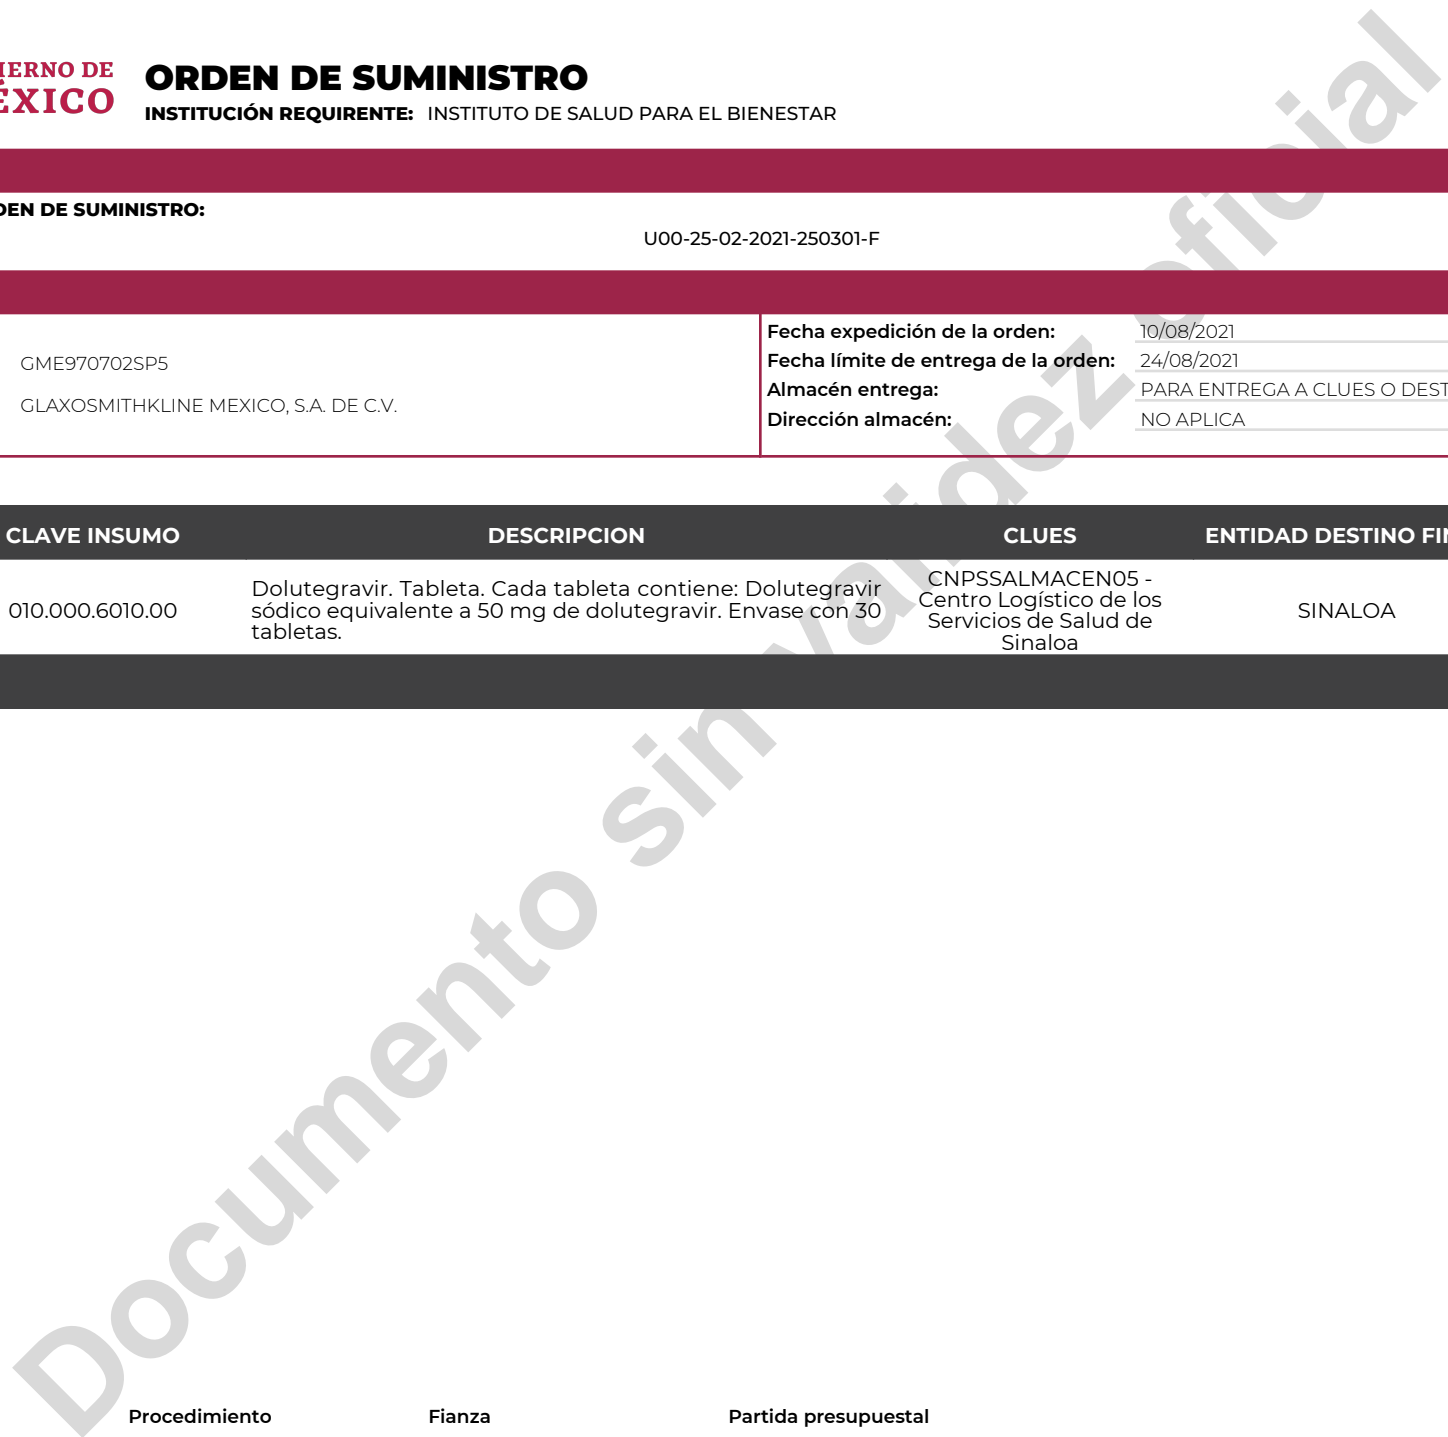 IERNO DE
ÉXICO
ORDEN DE SUMINISTRO
INSTITUCIÓN REQUIRENTE: INSTITUTO DE SALUD PARA EL BIENESTAR
DEN DE SUMINISTRO:
U00-25-02-2021-250301-F
GME970702SP5
GLAXOSMITHKLINE MEXICO, S.A. DE C.V.
Fecha expedición de la orden: 10/08/2021
Fecha límite de entrega de la orden: 24/08/2021
Almacén entrega: PARA ENTREGA A CLUES O DEST
Dirección almacén: NO APLICA
CLAVE INSUMO DESCRIPCION CLUES ENTIDAD DESTINO FIN
010.000.6010.00
Dolutegravir. Tableta. Cada tableta contiene: Dolutegravir
sódico equivalente a 50 mg de dolutegravir. Envase con 30
tabletas.
CNPSSALMACEN05 -
Centro Logístico de los
Servicios de Salud de
Sinaloa
SINALOA
Documento sin validez oficial
Procedimiento Fianza Partida presupuestal